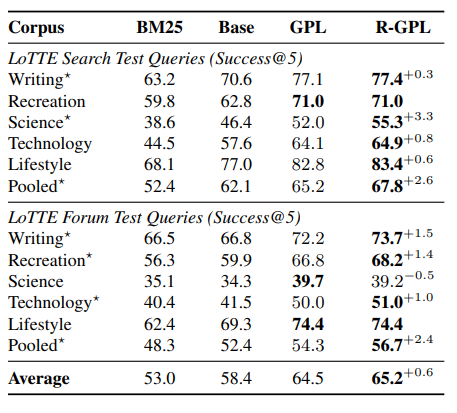 Corpus BM25 Base GPL R-GPL
LoTTE Search Test Queries (Success@5)
Writing* 63.2 70.6 77.1 77.4+0.3
Recreation 59.8 62.8 71.0 71.0
Science* 38.6 46.4 52.0 55.3+3.3
Technology 44.5 57.6 64.1 64.9+0.8
Lifestyle 68.1 77.0 82.8 83.4+0.6
Pooled* 52.4 62.1 65.2 67.8+2.6
LoTTE Forum Test Queries (Success@5)
Writing* 66.5 66.8 72.2 73.7+1.5
Recreation* 56.3 59.9 66.8 68.2+1.4
Science 35.1 34.3 39.7 39.2−0.5
Technology* 40.4 41.5 50.0 51.0+1.0
Lifestyle 62.4 69.3 74.4 74.4
Pooled* 48.3 52.4 54.3 56.7+2.4
Average 53.0 58.4 64.5 65.2+0.6